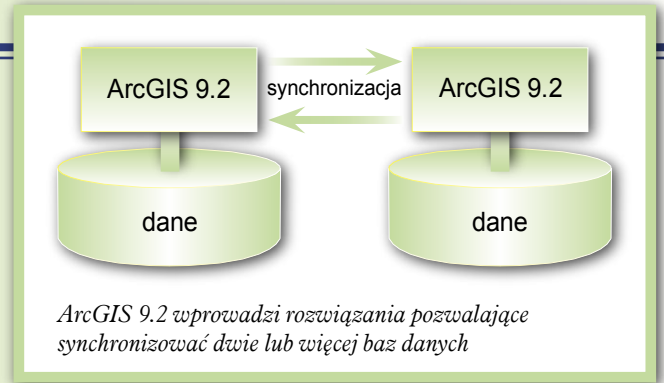 ArcGIS 9.2
synchronizacja
ArcGIS 9.2
dane
dane
ArcGIS 9.2 wprowadzi rozwiązania pozwalające
synchronizować dwie lub więcej baz danych